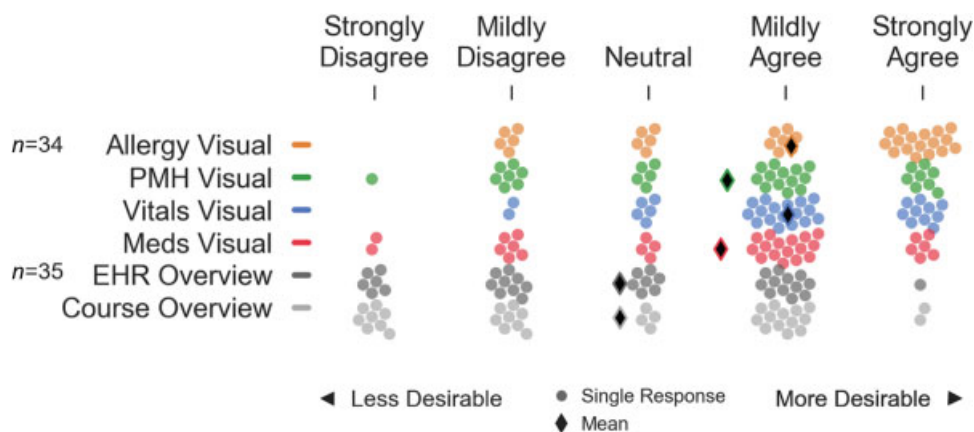 Strongly Disagree
Mildly Disagree
Neutral
Mildly Agree
Strongly Agree
n=34
Allergy Visual
PMH Visual
Vitals Visual
Meds Visual
n=35
EHR Overview
Course Overview
◄ Less Desirable
Single Response
Mean
More Desirable ►